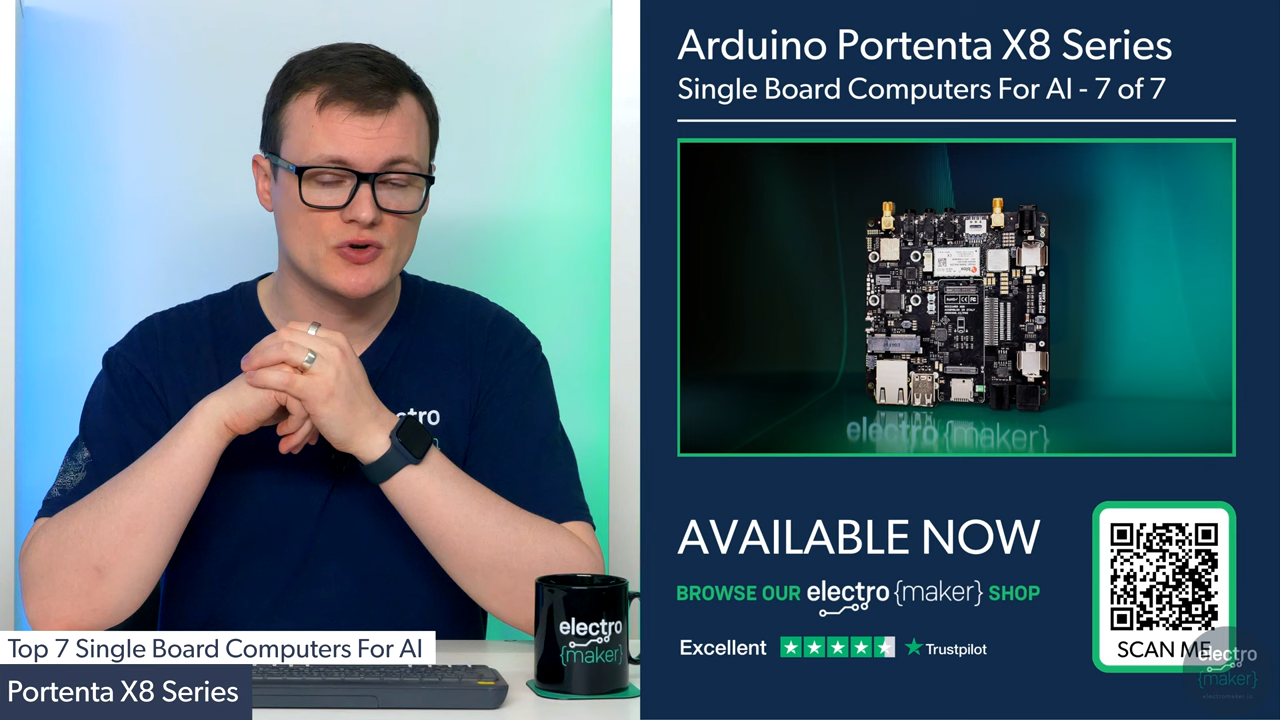 Arduino Portenta X8 Series
Single Board Computers For AI - 7 of 7
electro {maker}
AVAILABLE NOW
BROWSE OUR electro {maker} SHOP
Excellent Trustpilot
SCAN ME
electro
{maker}
electro
{maker}
ctro
Top 7 Single Board Computers For AI
Portenta X8 Series